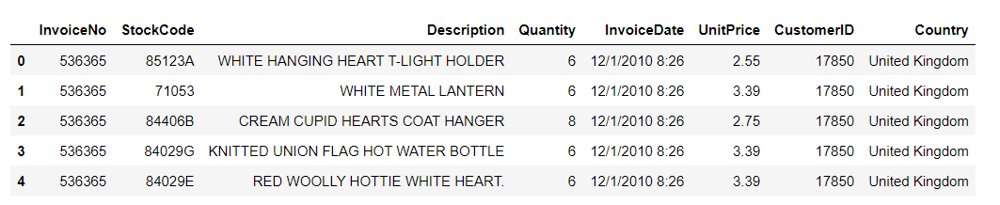 InvoiceNo StockCode Description Quantity InvoiceDate UnitPrice CustomerID Country
0 536365 85123A WHITE HANGING HEART T-LIGHT HOLDER 6 12/1/2010 8:26 2.55 17850 United Kingdom
1 536365 71053 WHITE METAL LANTERN 6 12/1/2010 8:26 3.39 17850 United Kingdom
2 536365 84406B CREAM CUPID HEARTS COAT HANGER 8 12/1/2010 8:26 2.75 17850 United Kingdom
3 536365 84029G KNITTED UNION FLAG HOT WATER BOTTLE 6 12/1/2010 8:26 3.39 17850 United Kingdom
4 536365 84029E RED WOOLLY HOTTIE WHITE HEART. 6 12/1/2010 8:26 3.39 17850 United Kingdom